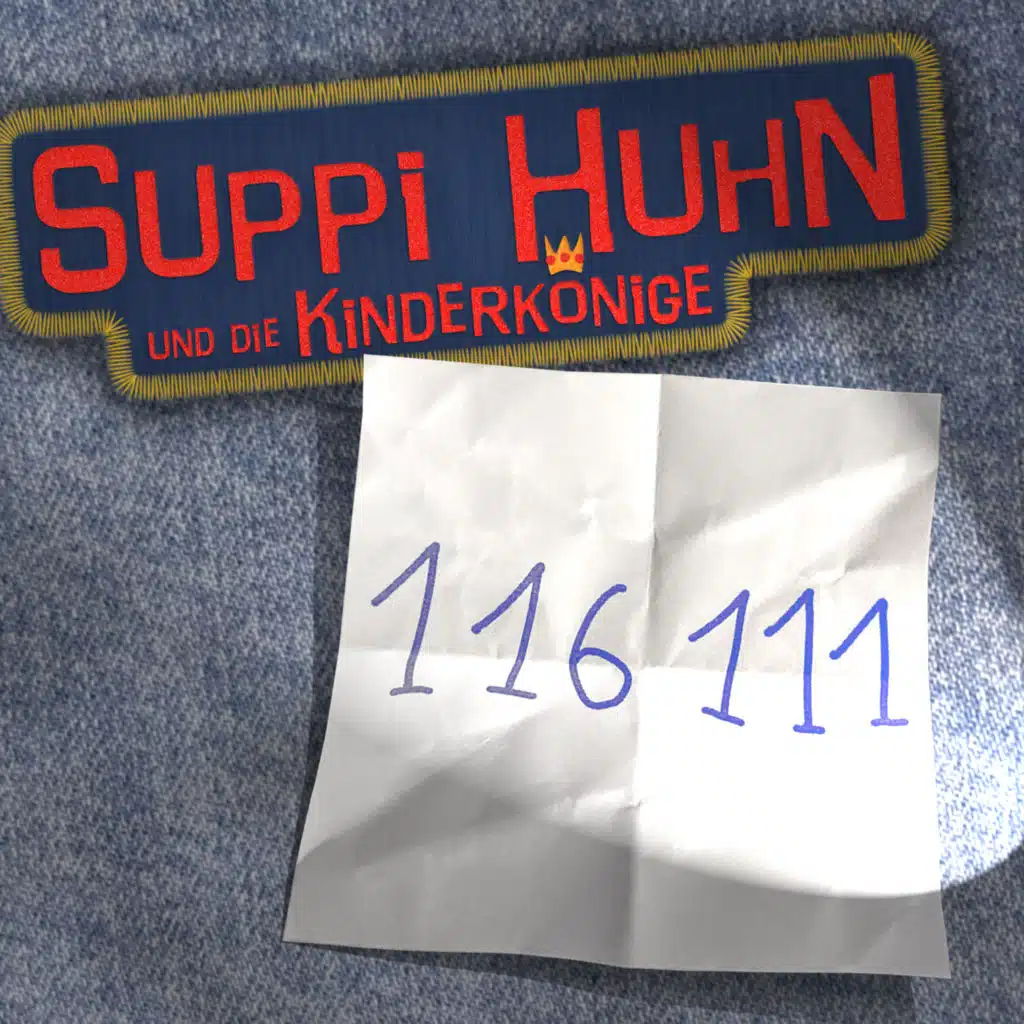 SUPPI HUHN
UND DIE KINDERKÖNIGE
116 111